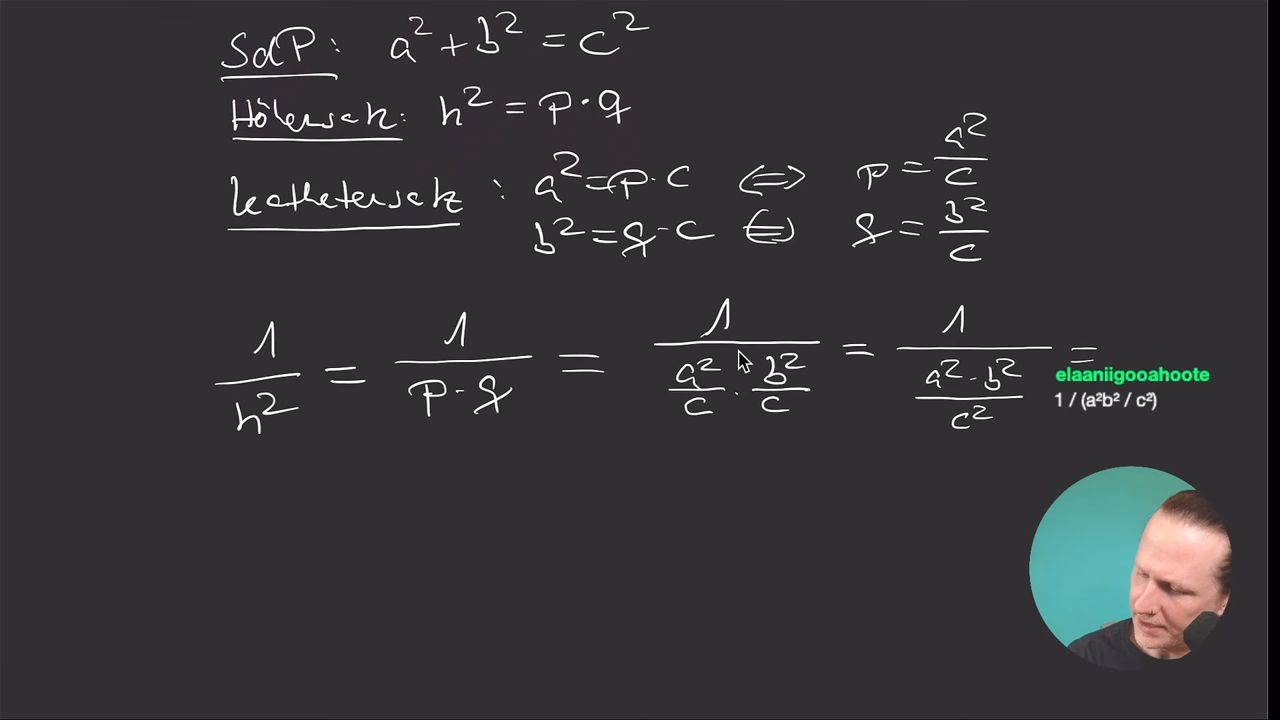 SdP: a² + b² = c²
Höhensatz: h² = p · q
Kathetensatz: a² = p · c ⇔ p = a²/c
b² = q · c ⇔ q = b²/c
1/h² = 1/(p · q) = 1/(a²/c · b²/c) = 1/((a² · b²)/c²) =
elaaniigooahoote
1 / (a²b² / c²)